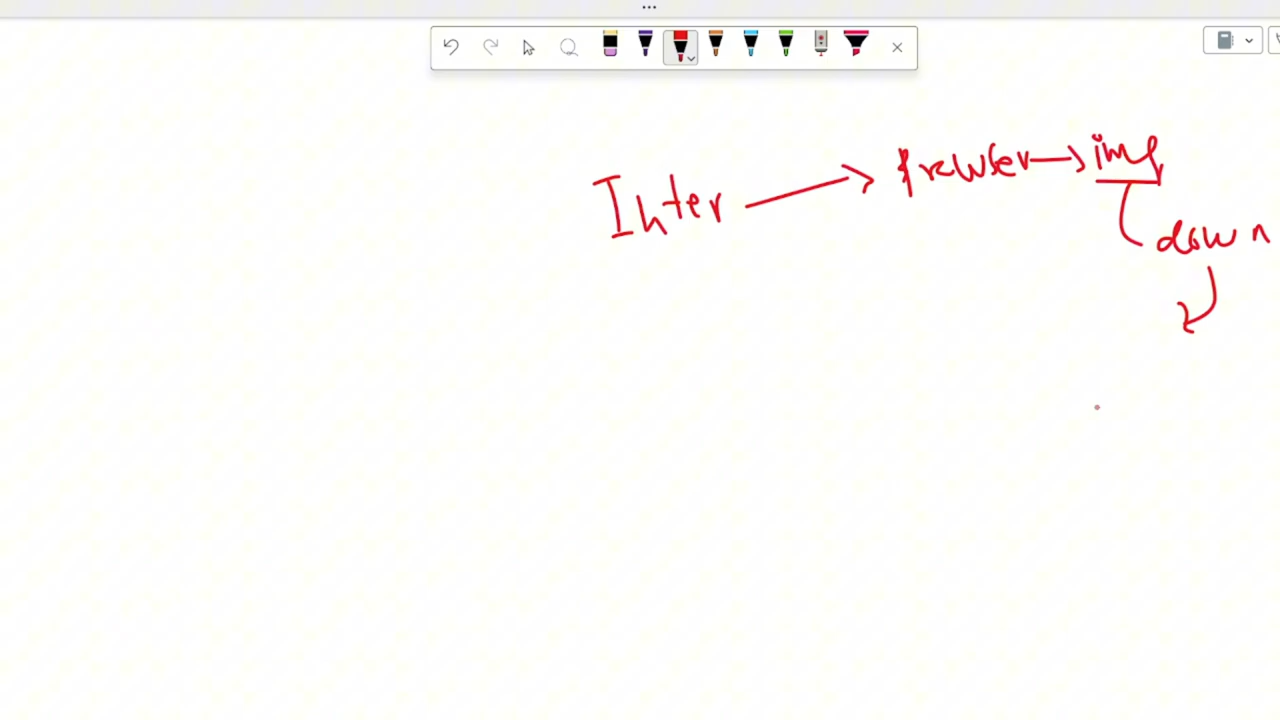 Inter → browser → img
down